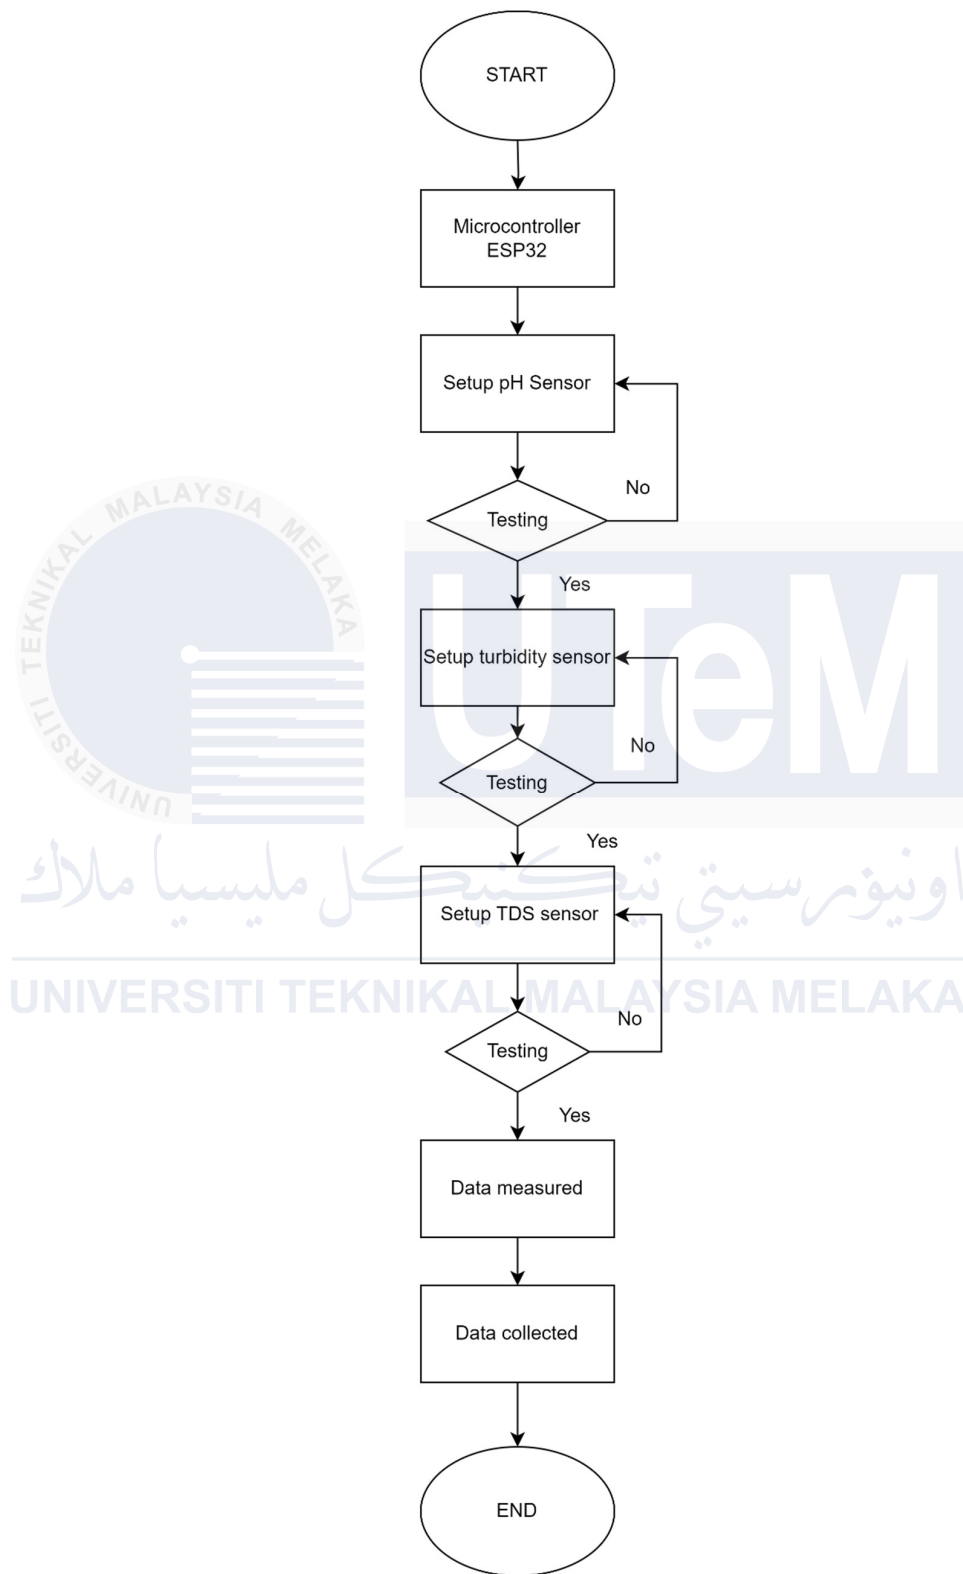 START
Microcontroller
ESP32
Setup pH Sensor
No
Testing
Yes
Setup turbidity sensor
No
Testing
Yes
Setup TDS sensor
No
Testing
Yes
Data measured
Data collected
END
UNIVERSITI TEKNIKAL MALAYSIA MELAKA
UTeM
اونيۏرسيتي تيكنيكل مليسيا ملاك
UNIVERSITI TEKNIKAL MALAYSIA MELAKA